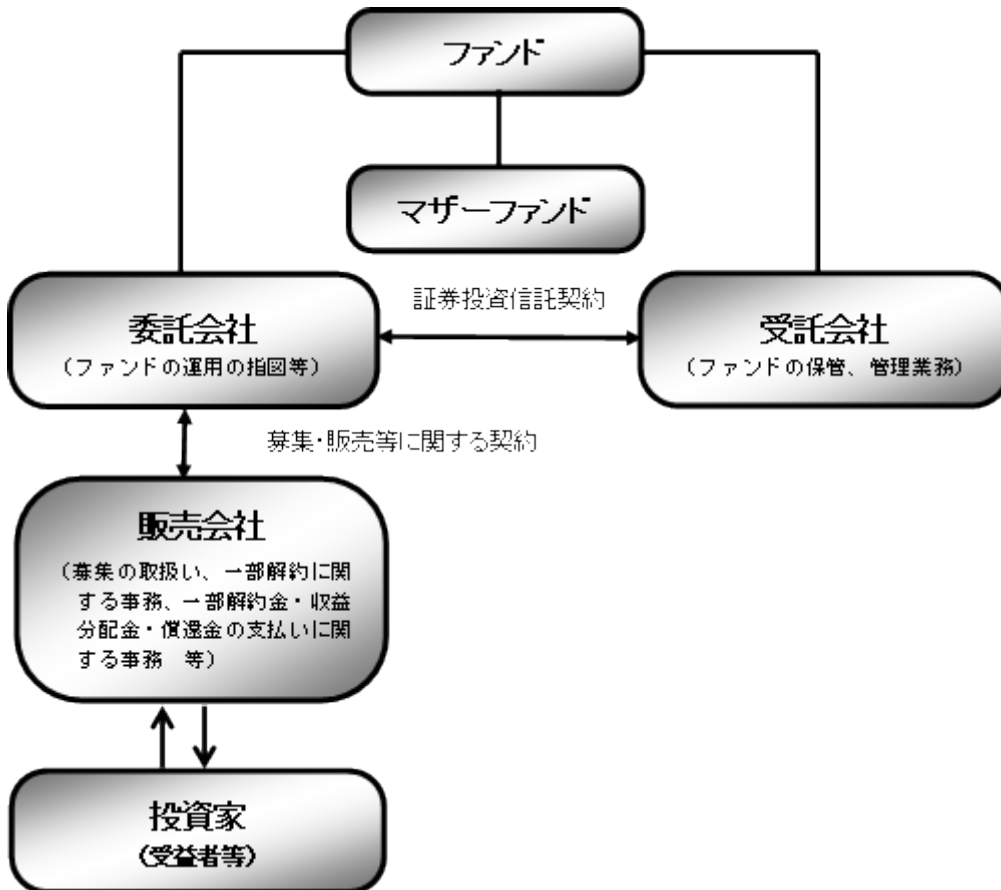 ファンド
マザーファンド
委託会社
（ファンドの運用の指図等）
証券投資信託契約
受託会社
（ファンドの保管、管理業務）
募集・販売等に関する契約
販売会社
（募集の取扱い、一部解約に関
する事務、一部解約金・収益
分配金・償還金の支払いに関
する事務　等）
投資家
（受益者等）